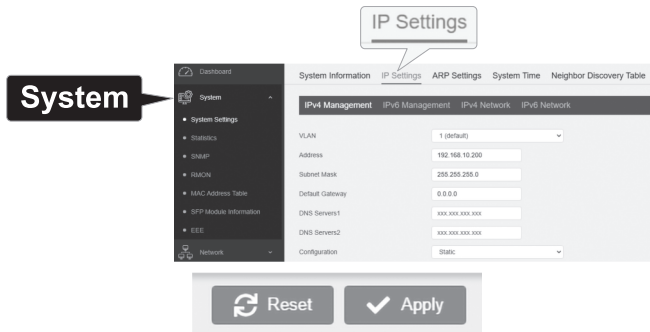 IP Settings
System
Dashboard
System
System Settings
Statistics
SNMP
RMON
MAC Address Table
SFP Module Information
EEE
Network
System Information IP Settings ARP Settings System Time Neighbor Discovery Table
IPv4 Management IPv6 Management IPv4 Network IPv6 Network
VLAN 1 (default)
Address 192.168.10.200
Subnet Mask 255.255.255.0
Default Gateway 0.0.0.0
DNS Servers1 xxx.xxx.xxx.xxx
DNS Servers2 xxx.xxx.xxx.xxx
Configuration Static
Reset Apply